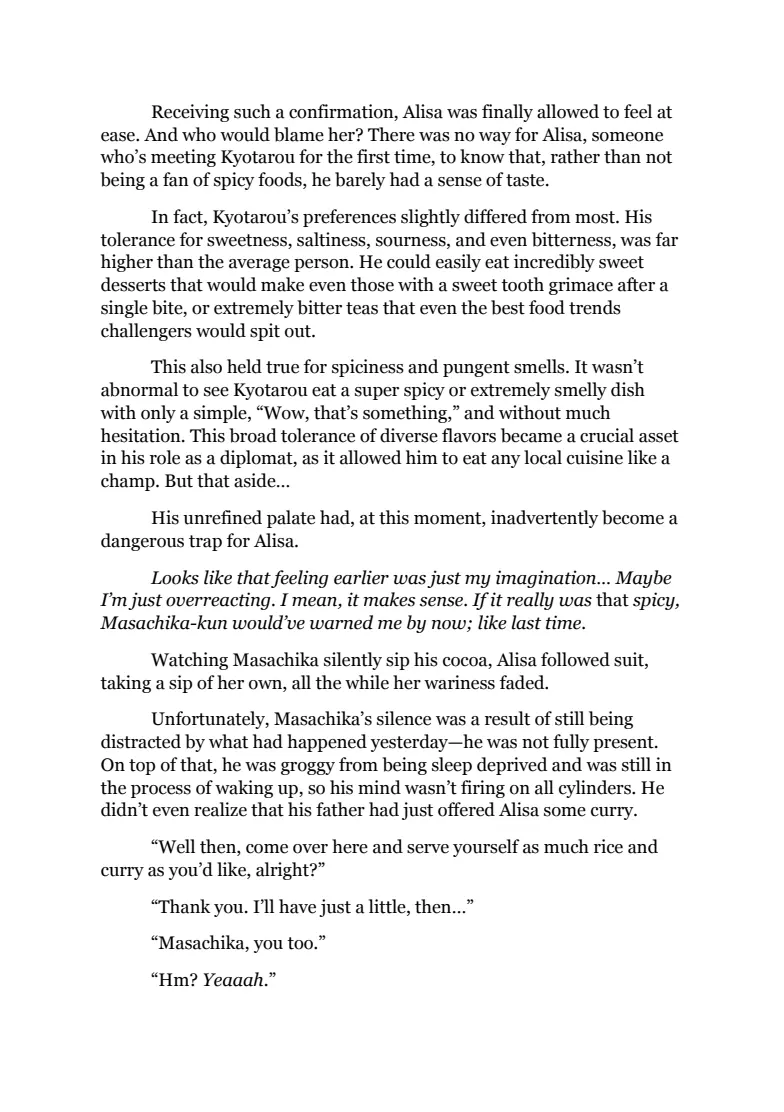 Receiving such a confirmation, Alisa was finally allowed to feel at
ease. And who would blame her? There was no way for Alisa, someone
who’s meeting Kyotarou for the first time, to know that, rather than not
being a fan of spicy foods, he barely had a sense of taste.
In fact, Kyotarou’s preferences slightly differed from most. His
tolerance for sweetness, saltiness, sourness, and even bitterness, was far
higher than the average person. He could easily eat incredibly sweet
desserts that would make even those with a sweet tooth grimace after a
single bite, or extremely bitter teas that even the best food trends
challengers would spit out.
This also held true for spiciness and pungent smells. It wasn’t
abnormal to see Kyotarou eat a super spicy or extremely smelly dish
with only a simple, “Wow, that’s something,” and without much
hesitation. This broad tolerance of diverse flavors became a crucial asset
in his role as a diplomat, as it allowed him to eat any local cuisine like a
champ. But that aside…
His unrefined palate had, at this moment, inadvertently become a
dangerous trap for Alisa.
Looks like that feeling earlier was just my imagination… Maybe
I’m just overreacting. I mean, it makes sense. If it really was that spicy,
Masachika-kun would’ve warned me by now; like last time.
Watching Masachika silently sip his cocoa, Alisa followed suit,
taking a sip of her own, all the while her wariness faded.
Unfortunately, Masachika’s silence was a result of still being
distracted by what had happened yesterday—he was not fully present.
On top of that, he was groggy from being sleep deprived and was still in
the process of waking up, so his mind wasn’t firing on all cylinders. He
didn’t even realize that his father had just offered Alisa some curry.
“Well then, come over here and serve yourself as much rice and
curry as you’d like, alright?”
“Thank you. I’ll have just a little, then…”
“Masachika, you too.”
“Hm? Yeaaah.”